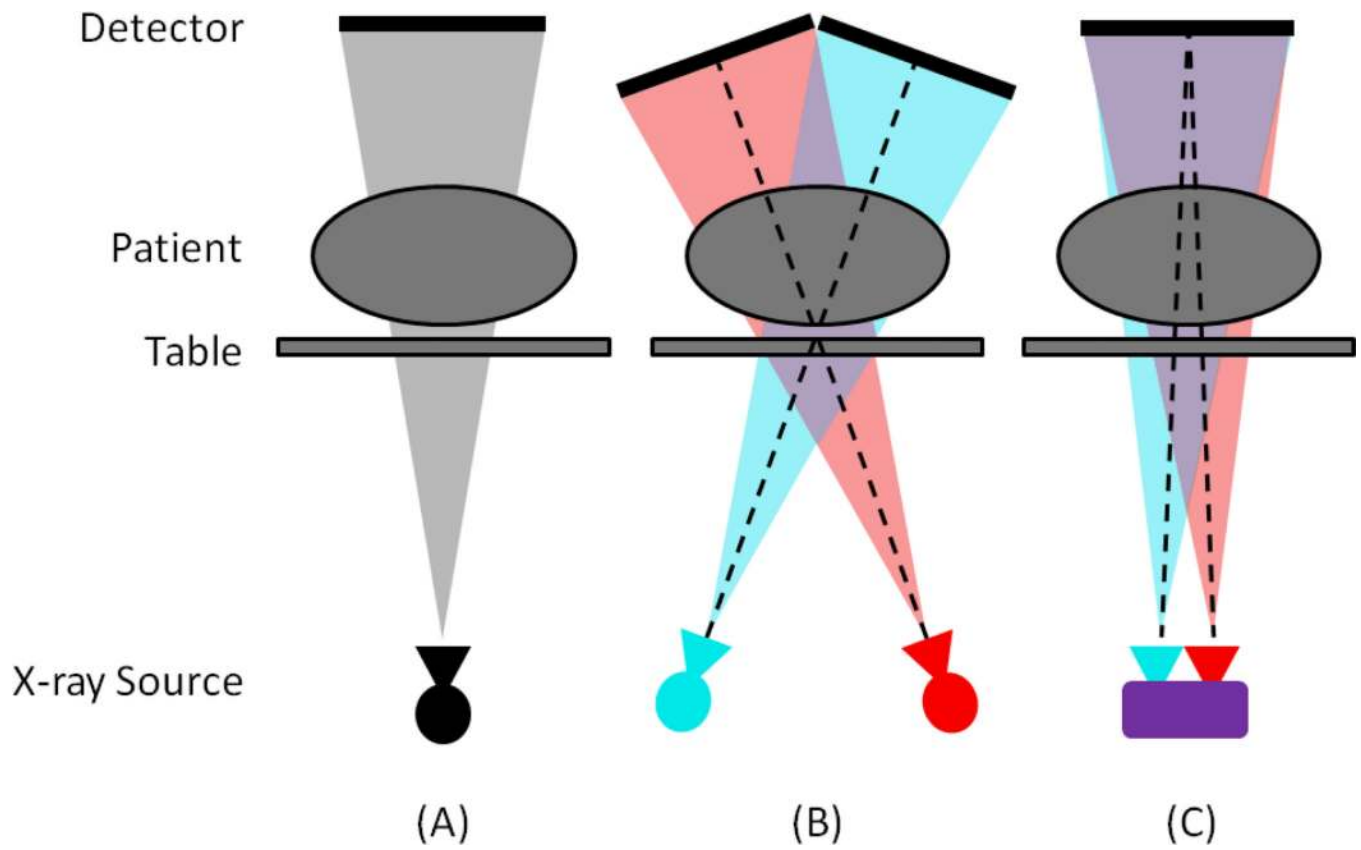 Detector
Patient
Table
X-ray Source
(A)
(B)
(C)